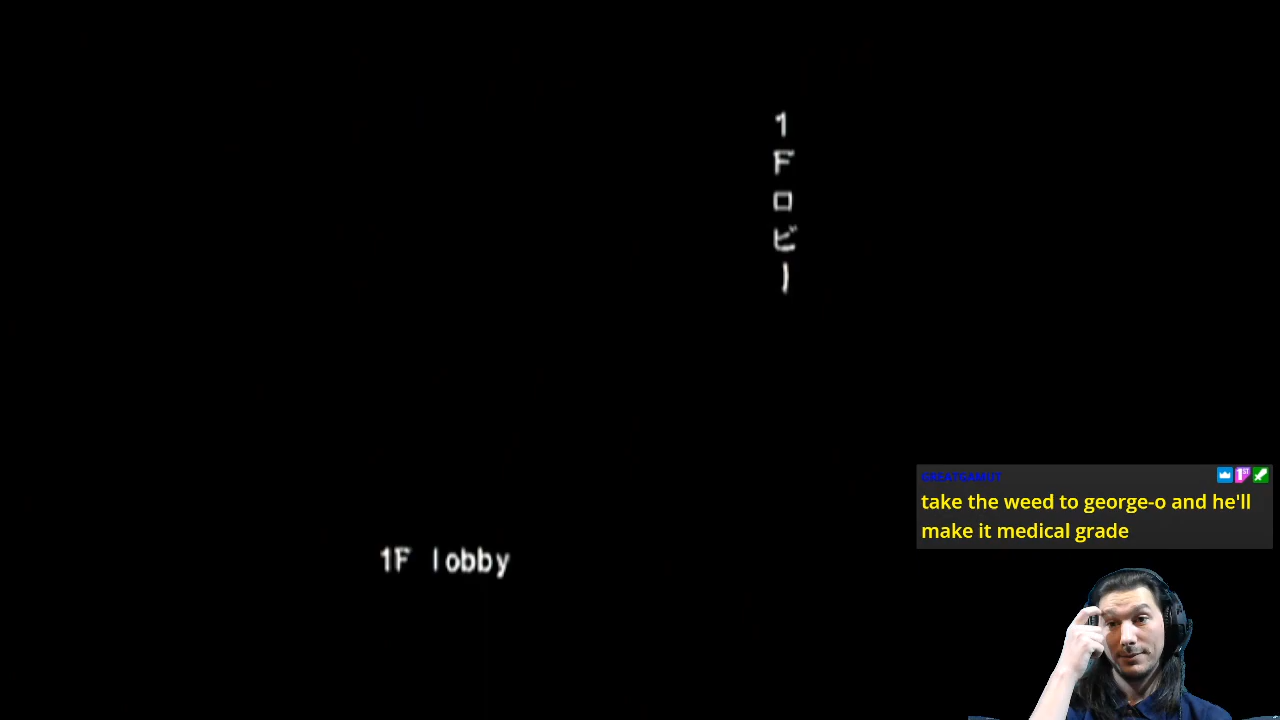 1Fロビー
1F lobby
GREATGAMUT
take the weed to george-o and he'll
make it medical grade